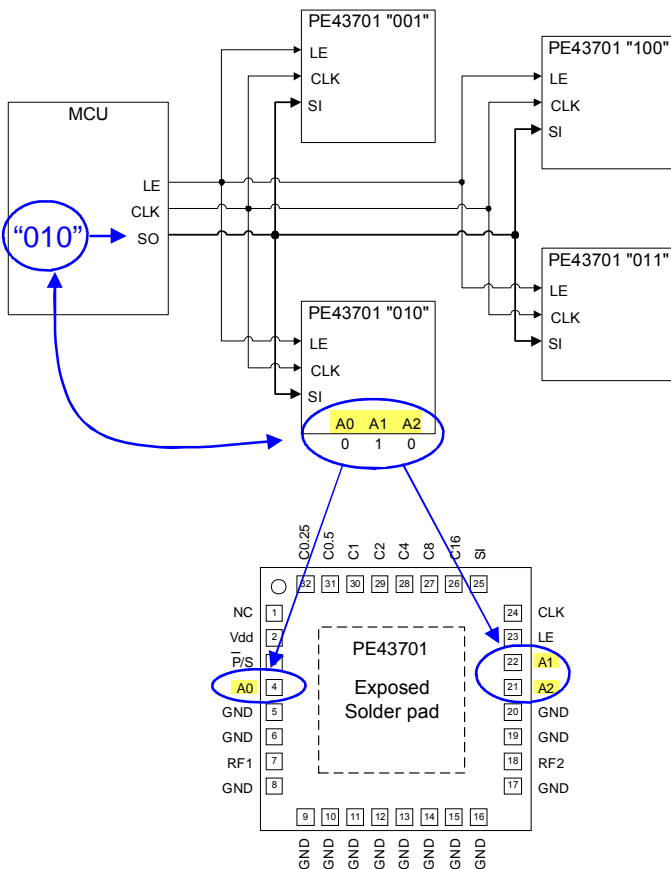 PE43701 "001"
LE
CLK
SI
PE43701 "100"
LE
CLK
SI
MCU
LE
CLK
SO
“010”
PE43701 "010"
LE
CLK
SI
A0 A1 A2
0 1 0
PE43701 "011"
LE
CLK
SI
C0.25 C0.5 C1 C2 C4 C8 C16 SI
32 31 30 29 28 27 26 25
NC 1
Vdd 2
P/S
A0 4
GND 5
GND 6
RF1 7
GND 8
PE43701
Exposed
Solder pad
24 CLK
23 LE
22 A1
21 A2
20 GND
19 GND
18 RF2
17 GND
9 10 11 12 13 14 15 16
GND GND GND GND GND GND GND GND